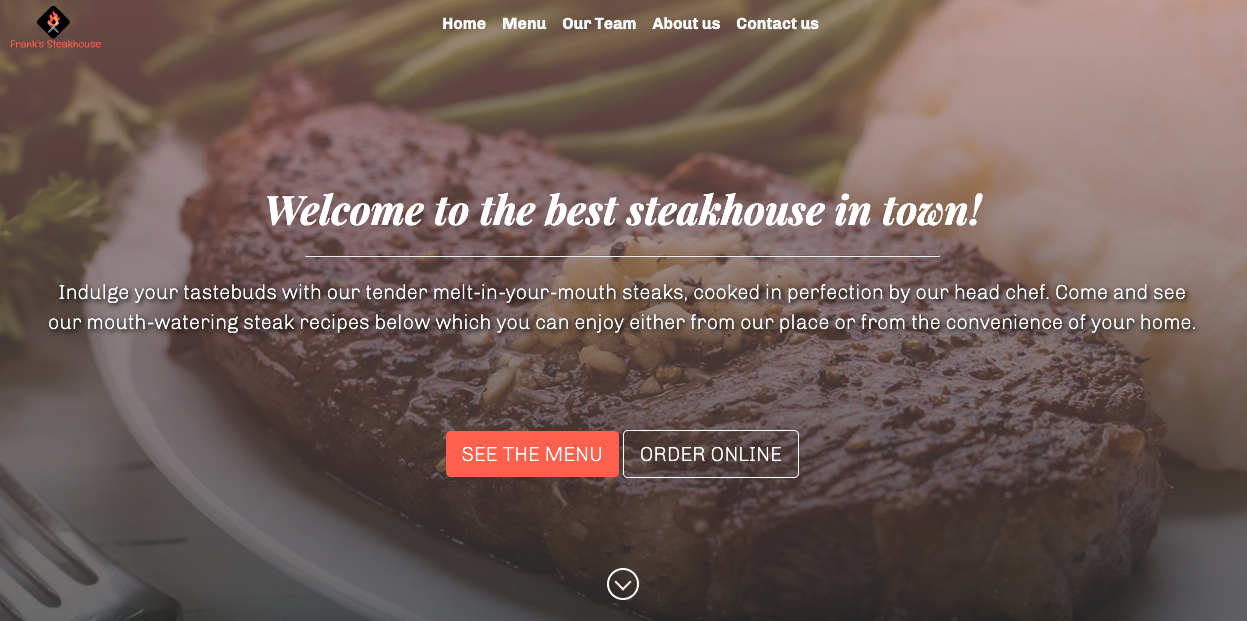 Frank's Steakhouse
Home Menu Our Team About us Contact us
Welcome to the best steakhouse in town!
Indulge your tastebuds with our tender melt-in-your-mouth steaks, cooked in perfection by our head chef. Come and see
our mouth-watering steak recipes below which you can enjoy either from our place or from the convenience of your home.
SEE THE MENU ORDER ONLINE